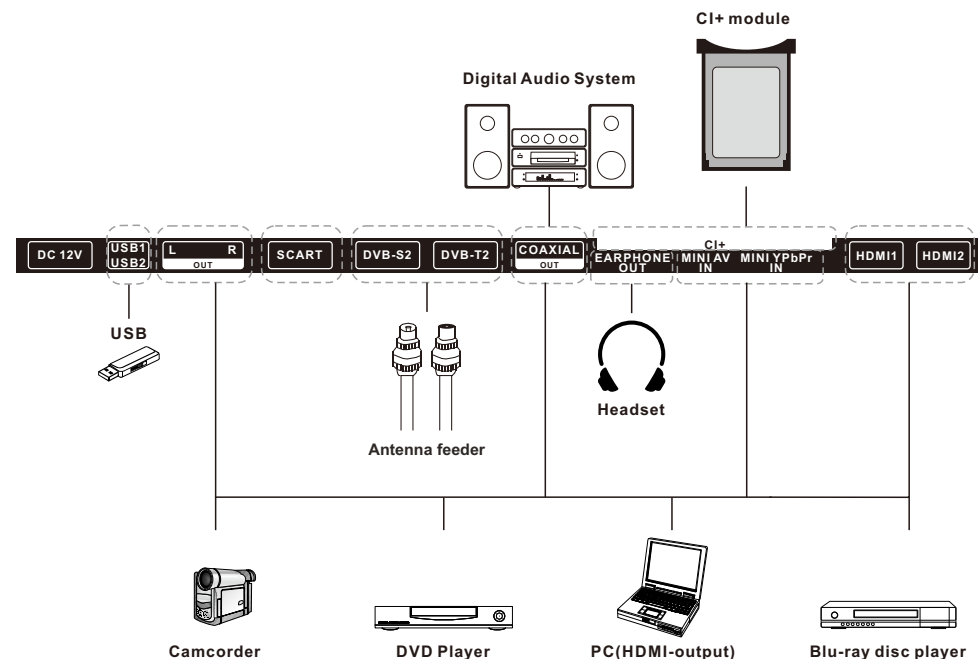 CI+ module
Digital Audio System
DC 12V
USB1
USB2
L R
OUT
SCART
DVB-S2
DVB-T2
COAXIAL
OUT
CI+
EARPHONE
OUT
MINI AV
IN
MINI YPbPr
IN
HDMI1
HDMI2
USB
Headset
Antenna feeder
Camcorder
DVD Player
PC(HDMI-output)
Blu-ray disc player